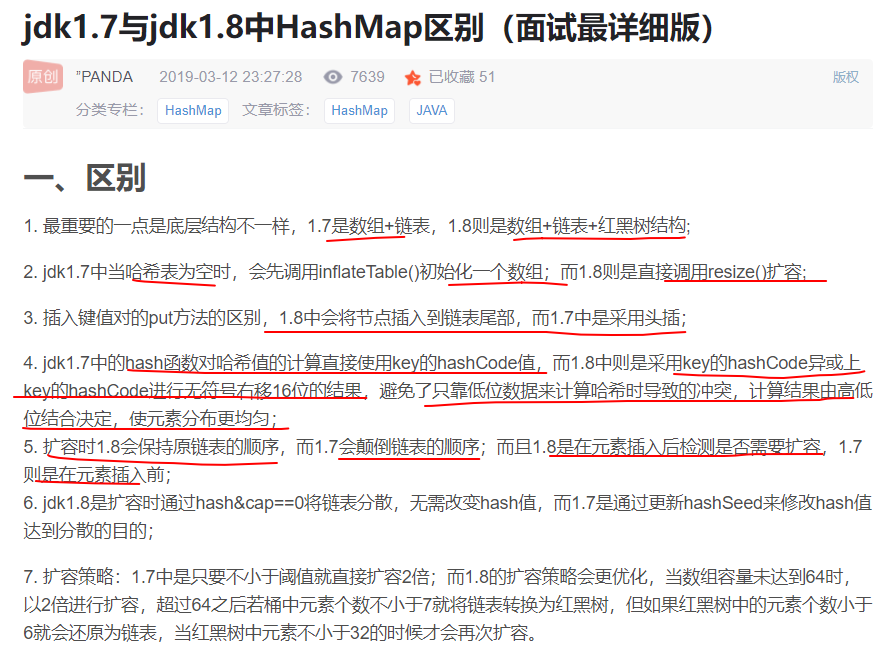 jdk1.7与jdk1.8中HashMap区别（面试最详细版）
原创 "PANDA 2019-03-12 23:27:28 7639 已收藏 51 版权
分类专栏： HashMap 文章标签： HashMap JAVA
一、区别
1. 最重要的一点是底层结构不一样，1.7是数组+链表，1.8则是数组+链表+红黑树结构;
2. jdk1.7中当哈希表为空时，会先调用inflateTable()初始化一个数组；而1.8则是直接调用resize()扩容;
3. 插入键值对的put方法的区别，1.8中会将节点插入到链表尾部，而1.7中是采用头插；
4. jdk1.7中的hash函数对哈希值的计算直接使用key的hashCode值，而1.8中则是采用key的hashCode异或上
key的hashCode进行无符号右移16位的结果，避免了只靠低位数据来计算哈希时导致的冲突，计算结果由高低
位结合决定，使元素分布更均匀；
5. 扩容时1.8会保持原链表的顺序，而1.7会颠倒链表的顺序；而且1.8是在元素插入后检测是否需要扩容，1.7
则是在元素插入前；
6. jdk1.8是扩容时通过hash&cap==0将链表分散，无需改变hash值，而1.7是通过更新hashSeed来修改hash值
达到分散的目的；
7. 扩容策略：1.7中是只要不小于阈值就直接扩容2倍；而1.8的扩容策略会更优化，当数组容量未达到64时，
以2倍进行扩容，超过64之后若桶中元素个数不小于7就将链表转换为红黑树，但如果红黑树中的元素个数小于
6就会还原为链表，当红黑树中元素不小于32的时候才会再次扩容。